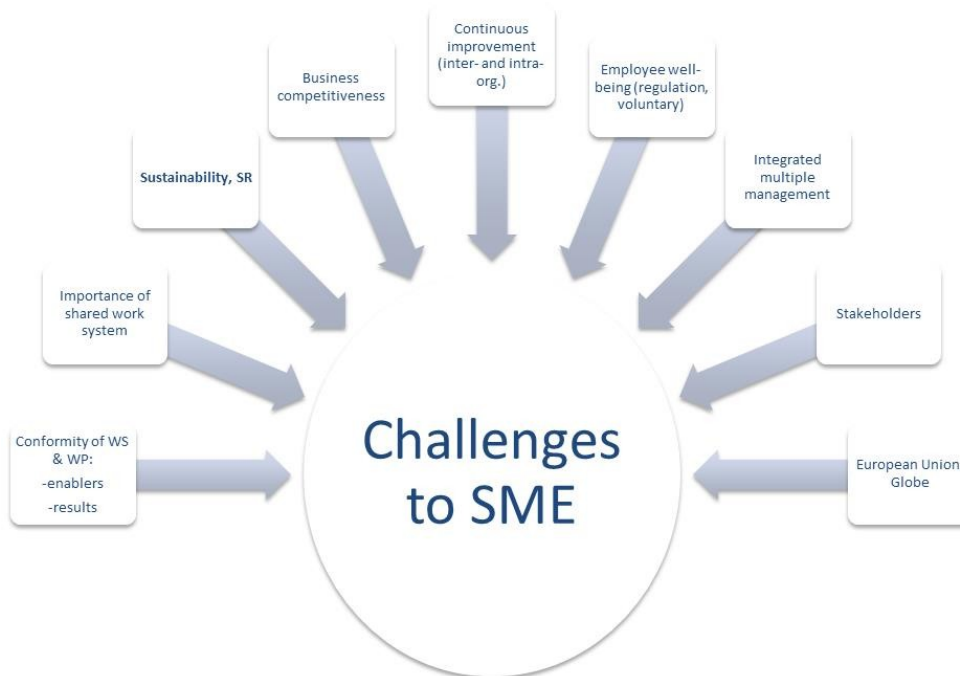 Continuous
improvement
(inter- and intra-
org.)
Business
competitiveness
Employee well-
being (regulation,
voluntary)
Sustainability, SR
Integrated
multiple
management
Importance of
shared work
system
Stakeholders
Conformity of WS
& WP:
-enablers
-results
European Union
Globe
Challenges
to SME